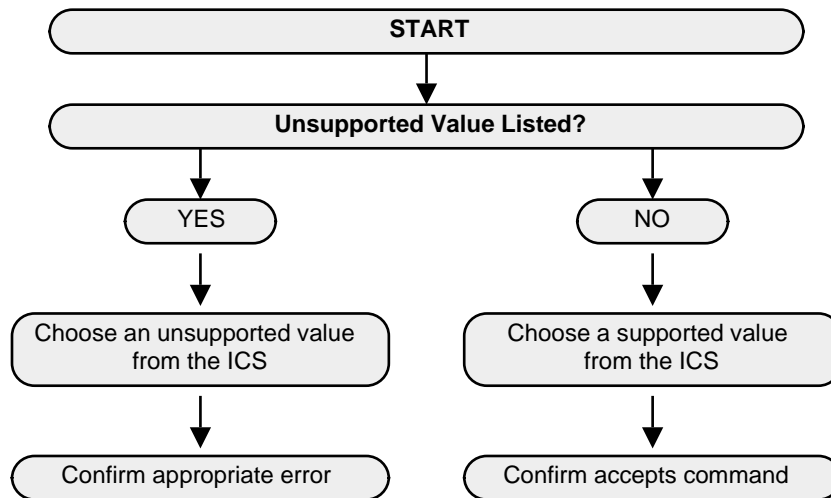 START
Unsupported Value Listed?
YES
NO
Choose an unsupported value
from the ICS
Choose a supported value
from the ICS
Confirm appropriate error
Confirm accepts command